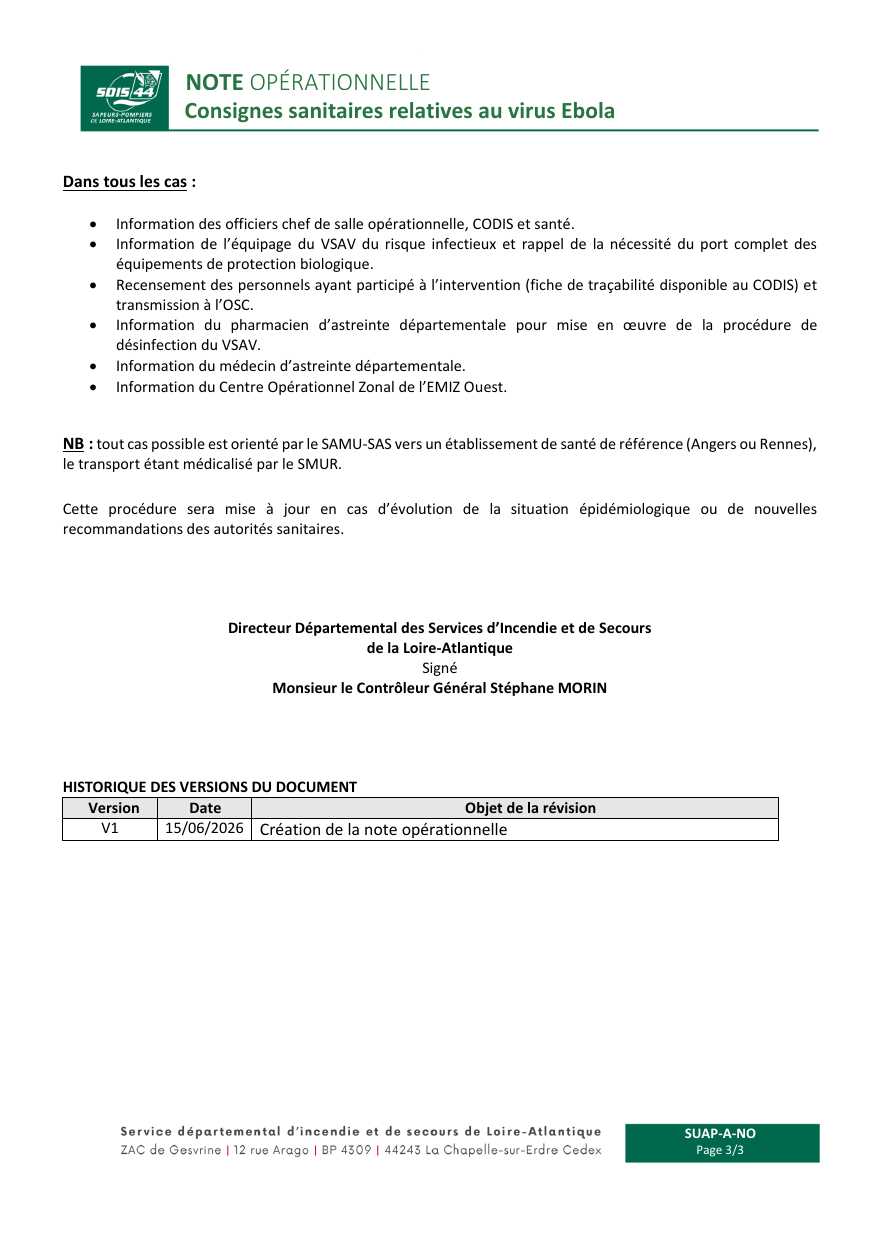 SDIS 44
SAPEURS-POMPIERS
DE LOIRE-ATLANTIQUE
NOTE OPÉRATIONNELLE
Consignes sanitaires relatives au virus Ebola
Dans tous les cas :
• Information des officiers chef de salle opérationnelle, CODIS et santé.
• Information de l’équipage du VSAV du risque infectieux et rappel de la nécessité du port complet des
équipements de protection biologique.
• Recensement des personnels ayant participé à l’intervention (fiche de traçabilité disponible au CODIS) et
transmission à l’OSC.
• Information du pharmacien d’astreinte départementale pour mise en œuvre de la procédure de
désinfection du VSAV.
• Information du médecin d’astreinte départementale.
• Information du Centre Opérationnel Zonal de l’EMIZ Ouest.
NB : tout cas possible est orienté par le SAMU-SAS vers un établissement de santé de référence (Angers ou Rennes),
le transport étant médicalisé par le SMUR.
Cette procédure sera mise à jour en cas d’évolution de la situation épidémiologique ou de nouvelles
recommandations des autorités sanitaires.
Directeur Départemental des Services d’Incendie et de Secours
de la Loire-Atlantique
Signé
Monsieur le Contrôleur Général Stéphane MORIN
HISTORIQUE DES VERSIONS DU DOCUMENT
Version Date Objet de la révision
V1 15/06/2026 Création de la note opérationnelle
Service départemental d’incendie et de secours de Loire-Atlantique
ZAC de Gesvrine | 12 rue Arago | BP 4309 | 44243 La Chapelle-sur-Erdre Cedex
SUAP-A-NO
Page 3/3